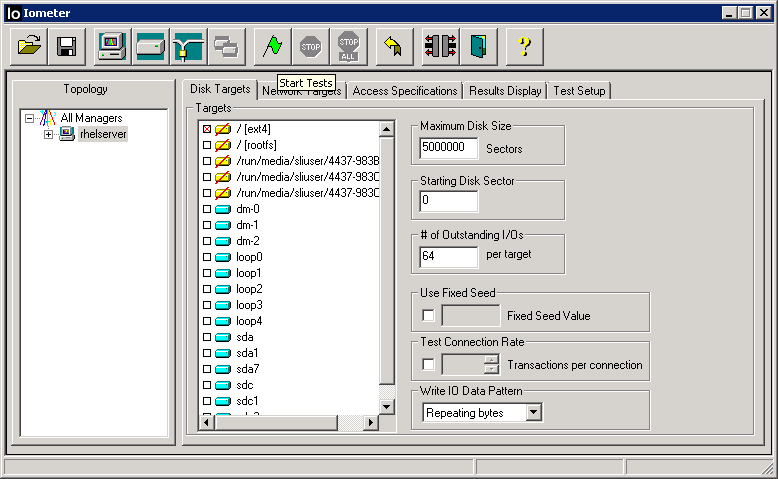 Io Iometer
STOP
STOP
ALL
?
Start Tests
Topology
All Managers
rhelserver
Disk Targets
Network Targets
Access Specifications
Results Display
Test Setup
Targets
/ [ext4]
/ [rootfs]
/run/media/sliuser/4437-983B
/run/media/sliuser/4437-983C
/run/media/sliuser/4437-983C
dm-0
dm-1
dm-2
loop0
loop1
loop2
loop3
loop4
sda
sda1
sda7
sdc
sdc1
Maximum Disk Size
5000000 Sectors
Starting Disk Sector
0
# of Outstanding I/Os
64 per target
Use Fixed Seed
Fixed Seed Value
Test Connection Rate
Transactions per connection
Write IO Data Pattern
Repeating bytes